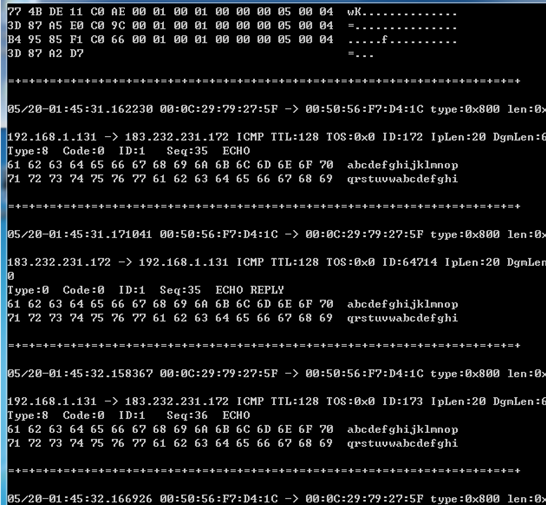 77 4B DE 11 C0 AE 00 01 00 01 00 00 00 05 00 04 wK..............
3D 87 A5 E0 C0 9C 00 01 00 01 00 00 00 05 00 04 =...............
B4 95 85 F1 C0 66 00 01 00 01 00 00 00 05 00 04 .....f..........
3D 87 A2 D7 =...
=+=+=+=+=+=+=+=+=+=+=+=+=+=+=+=+=+=+=+=+=+=+=+=+=+=+=+=+=+=+=+=+=+=+=+=+=+
05/20-01:45:31.162230 00:0C:29:79:27:5F -> 00:50:56:F7:D4:1C type:0x800 len:0x
192.168.1.131 -> 183.232.231.172 ICMP TTL:128 TOS:0x0 ID:172 IpLen:20 DgmLen:6
Type:8 Code:0 ID:1 Seq:35 ECHO
61 62 63 64 65 66 67 68 69 6A 6B 6C 6D 6E 6F 70 abcdefghijklmnop
71 72 73 74 75 76 77 61 62 63 64 65 66 67 68 69 qrstuvwabcdefghi
=+=+=+=+=+=+=+=+=+=+=+=+=+=+=+=+=+=+=+=+=+=+=+=+=+=+=+=+=+=+=+=+=+=+=+=+=+
05/20-01:45:31.171041 00:50:56:F7:D4:1C -> 00:0C:29:79:27:5F type:0x800 len:0x
183.232.231.172 -> 192.168.1.131 ICMP TTL:128 TOS:0x0 ID:64714 IpLen:20 DgmLen
0
Type:0 Code:0 ID:1 Seq:35 ECHO REPLY
61 62 63 64 65 66 67 68 69 6A 6B 6C 6D 6E 6F 70 abcdefghijklmnop
71 72 73 74 75 76 77 61 62 63 64 65 66 67 68 69 qrstuvwabcdefghi
=+=+=+=+=+=+=+=+=+=+=+=+=+=+=+=+=+=+=+=+=+=+=+=+=+=+=+=+=+=+=+=+=+=+=+=+=+
05/20-01:45:32.158367 00:0C:29:79:27:5F -> 00:50:56:F7:D4:1C type:0x800 len:0x
192.168.1.131 -> 183.232.231.172 ICMP TTL:128 TOS:0x0 ID:173 IpLen:20 DgmLen:6
Type:8 Code:0 ID:1 Seq:36 ECHO
61 62 63 64 65 66 67 68 69 6A 6B 6C 6D 6E 6F 70 abcdefghijklmnop
71 72 73 74 75 76 77 61 62 63 64 65 66 67 68 69 qrstuvwabcdefghi
=+=+=+=+=+=+=+=+=+=+=+=+=+=+=+=+=+=+=+=+=+=+=+=+=+=+=+=+=+=+=+=+=+=+=+=+=+
05/20-01:45:32.166926 00:50:56:F7:D4:1C -> 00:0C:29:79:27:5F type:0x800 len:0x